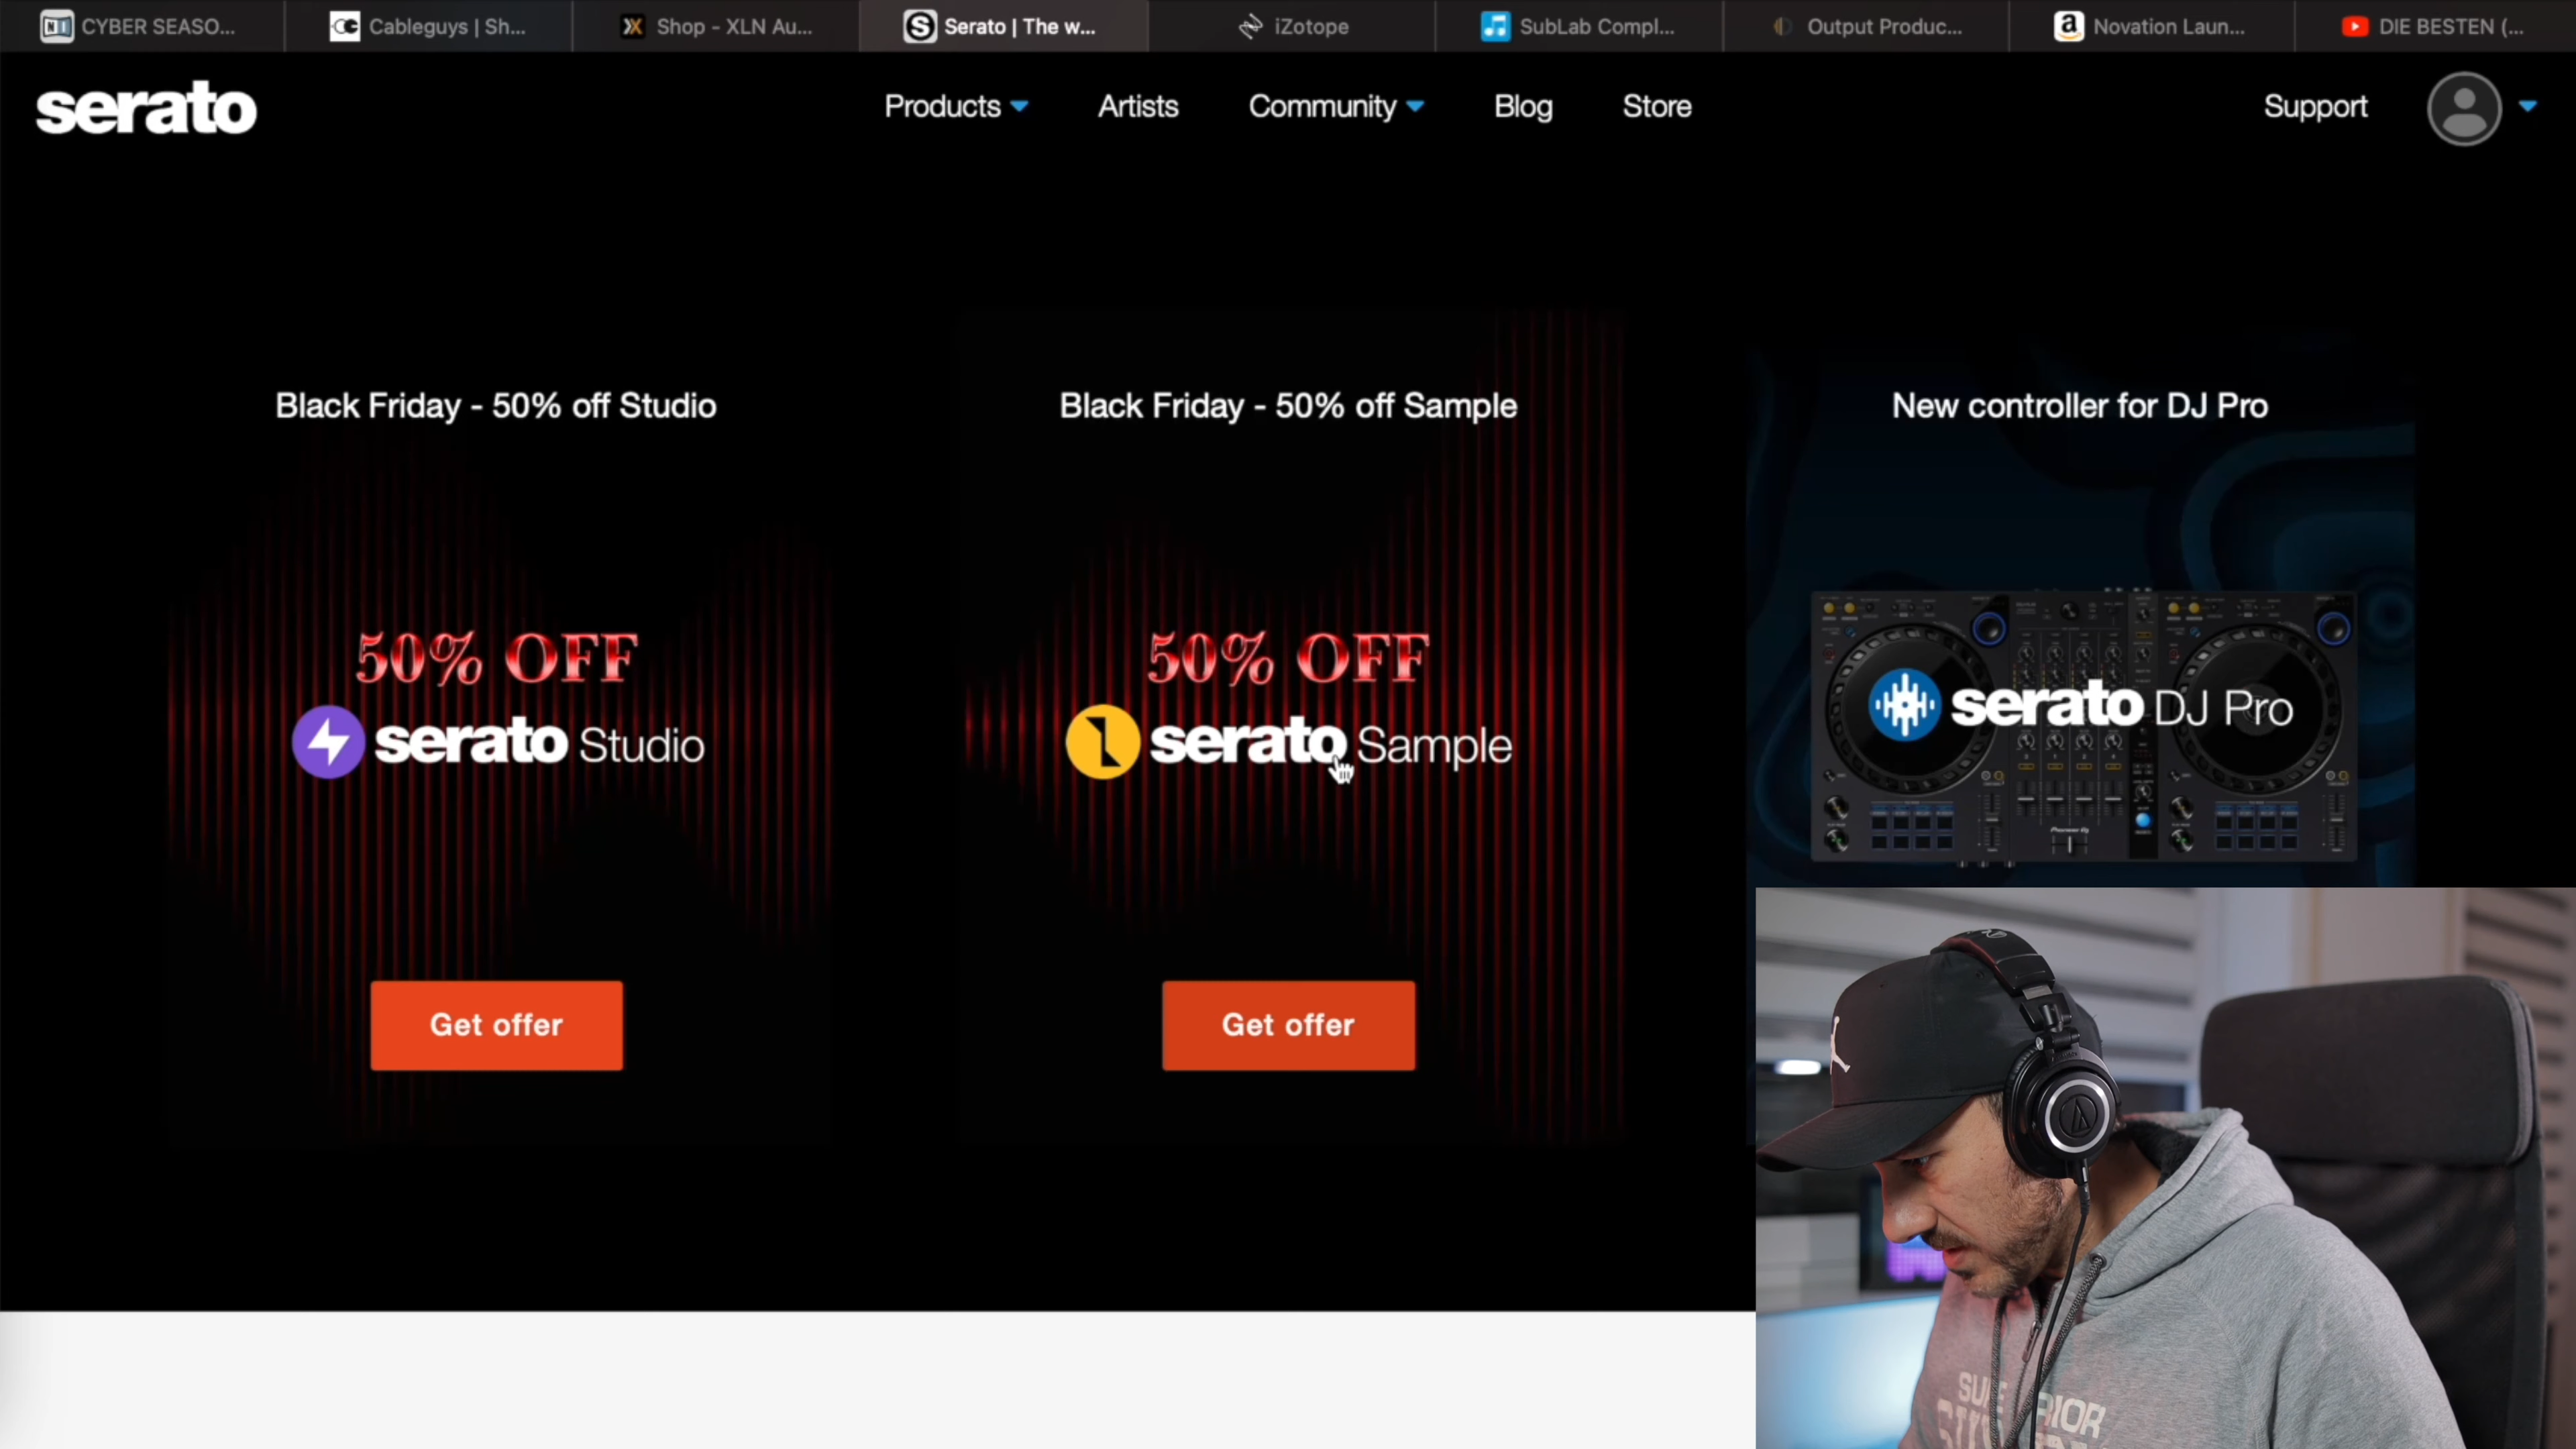 CYBER SEASO...
Cableguys | Sh...
Shop - XLN Au...
Serato | The w...
iZotope
SubLab Compl...
Output Produc...
Novation Laun...
DIE BESTEN (...
serato
Products
Artists
Community
Blog
Store
Support
Black Friday - 50% off Studio
50% OFF
serato Studio
Get offer
Black Friday - 50% off Sample
50% OFF
serato Sample
Get offer
New controller for DJ Pro
serato DJ Pro
Pioneer Dj